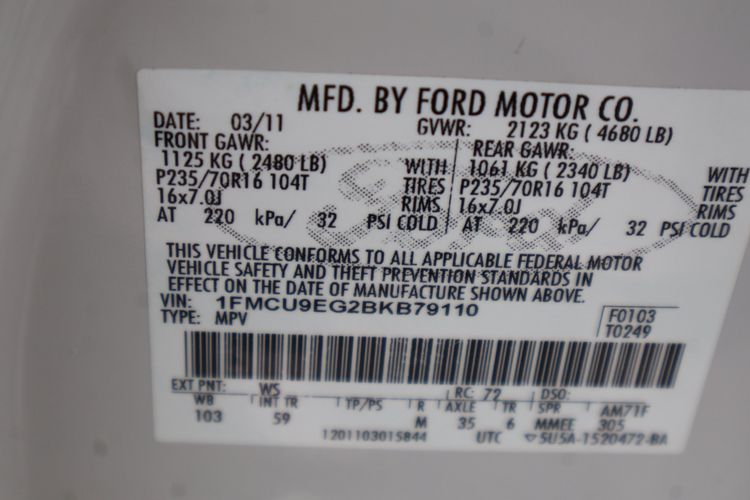 MFD. BY FORD MOTOR CO.
DATE: 03/11 GVWR: 2123 KG ( 4680 LB)
FRONT GAWR: REAR GAWR:
1125 KG ( 2480 LB) WITH 1061 KG ( 2340 LB) WITH
P235/70R16 104T TIRES P235/70R16 104T TIRES
16x7.0J RIMS 16x7.0J RIMS
AT 220 kPa/ 32 PSI COLD AT 220 kPa/ 32 PSI COLD
Ford
THIS VEHICLE CONFORMS TO ALL APPLICABLE FEDERAL MOTOR
VEHICLE SAFETY AND THEFT PREVENTION STANDARDS IN
EFFECT ON THE DATE OF MANUFACTURE SHOWN ABOVE.
VIN: 1FMCU9EG2BKB79110 F0103
TYPE: MPV T0249
EXT PNT: WS RC: 72 DSO:
WB INT TR TP/PS R AXLE TR SPR AM71F
103 59 M 35 6 MMEE 305
1201103015844 UTC ▽5U5A-1520472-BA